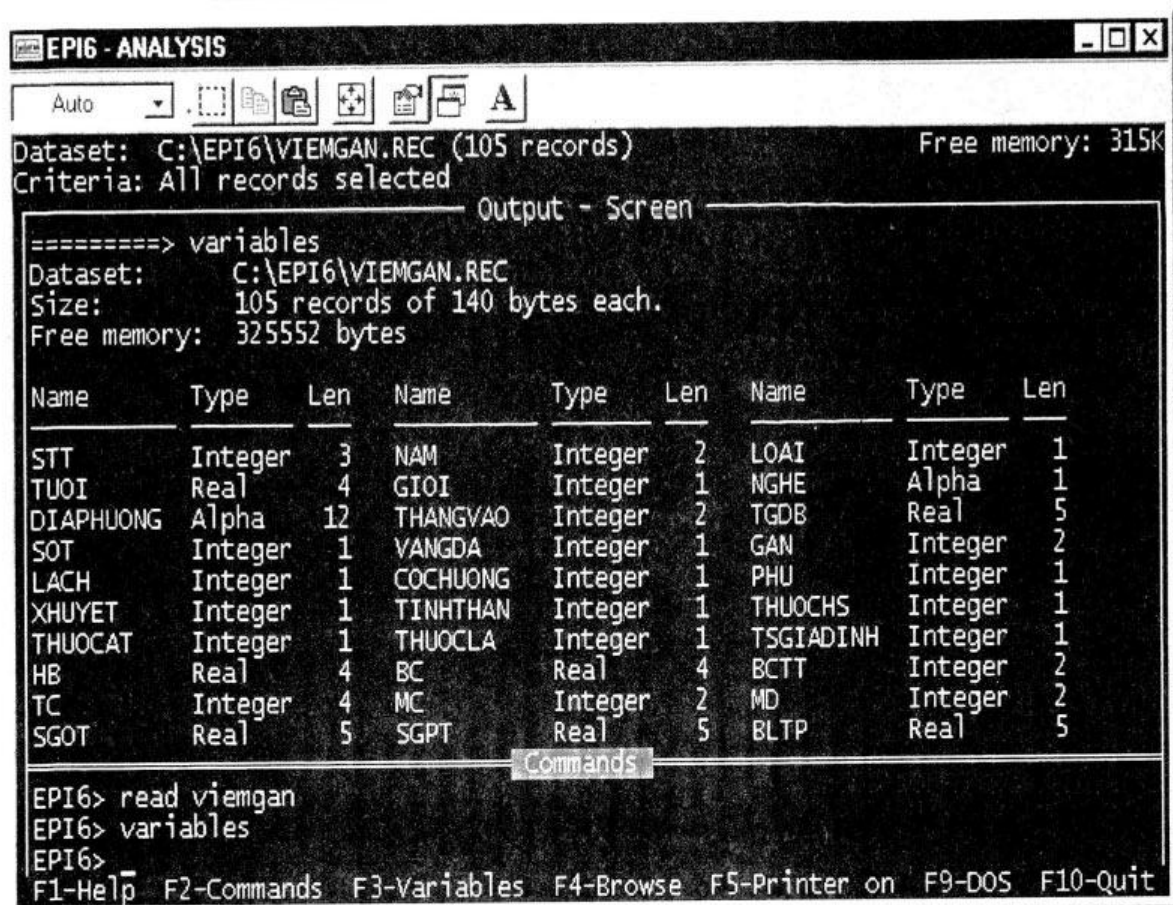 EPI6 - ANALYSIS
Auto
A
Dataset: C:\EPI6\VIEMGAN.REC (105 records) Free memory: 315K
Criteria: All records selected
Output - Screen
=========> variables
Dataset: C:\EPI6\VIEMGAN.REC
Size: 105 records of 140 bytes each.
Free memory: 325552 bytes
Name Type Len Name Type Len Name Type Len
STT Integer 3 NAM Integer 2 LOAI Integer 1
TUOI Real 4 GIOI Integer 1 NGHE Alpha 1
DIAPHUONG Alpha 12 THANGVAO Integer 2 TGDB Real 5
SOT Integer 1 VANGDA Integer 1 GAN Integer 2
LACH Integer 1 COCHUONG Integer 1 PHU Integer 1
XHUYET Integer 1 TINHTHAN Integer 1 THUOCHS Integer 1
THUOCAT Integer 1 THUOCLA Integer 1 TSGIADINH Integer 1
HB Real 4 BC Real 4 BCTT Integer 2
TC Integer 4 MC Integer 2 MD Integer 2
SGOT Real 5 SGPT Real 5 BLTP Real 5
Commands
EPI6> read viemgan
EPI6> variables
EPI6>
F1-Help F2-Commands F3-Variables F4-Browse F5-Printer on F9-DOS F10-Quit